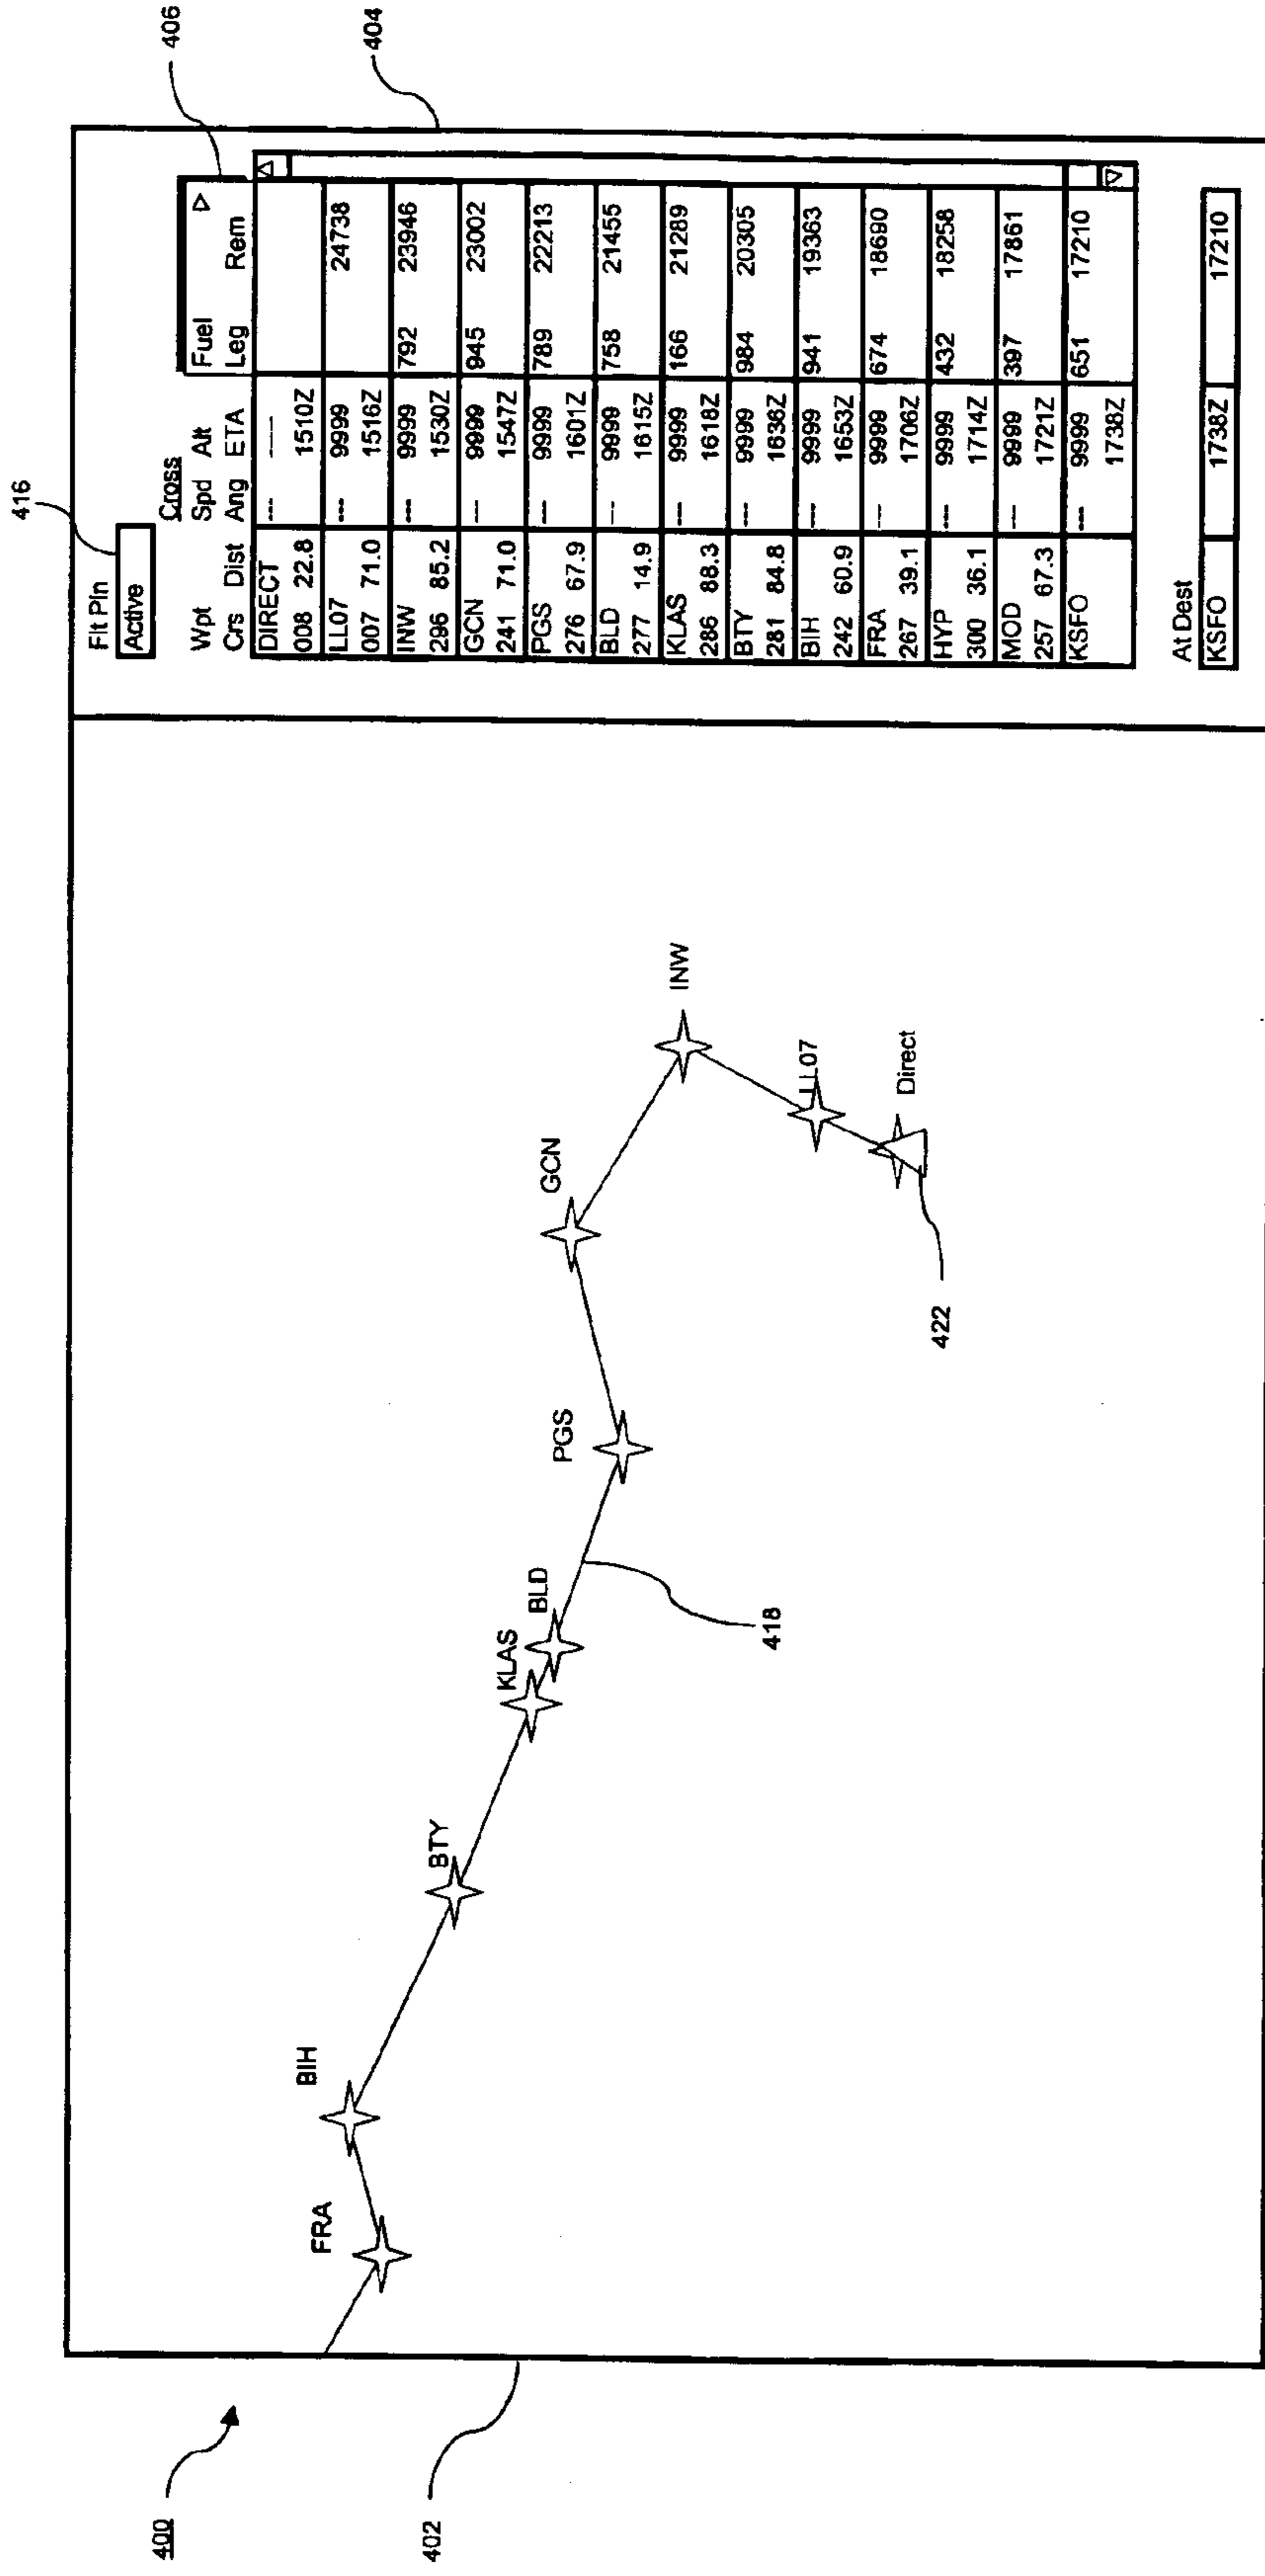 400
402
FRA
BIH
BTY
KLAS
BLD
PGS
GCN
INW
LL07
Direct
418
422
416
406
404
Flt Pln
Active
Cross
Wpt Spd Alt Fuel
Crs Dist Ang ETA Leg Rem
DIRECT --- ----
008 22.8 1510Z
LL07 --- 9999 24738
007 71.0 1516Z
INW --- 9999 792 23946
296 85.2 1530Z
GCN --- 9999 945 23002
241 71.0 1547Z
PGS --- 9999 789 22213
276 67.9 1601Z
BLD --- 9999 758 21455
277 14.9 1615Z
KLAS --- 9999 166 21289
286 88.3 1618Z
BTY --- 9999 984 20305
281 84.8 1636Z
BIH --- 9999 941 19363
242 60.9 1653Z
FRA --- 9999 674 18690
267 39.1 1706Z
HYP --- 9999 432 18258
300 36.1 1714Z
MOD --- 9999 397 17861
257 67.3 1721Z
KSFO --- 9999 651 17210
1738Z
At Dest
KSFO 1738Z 17210